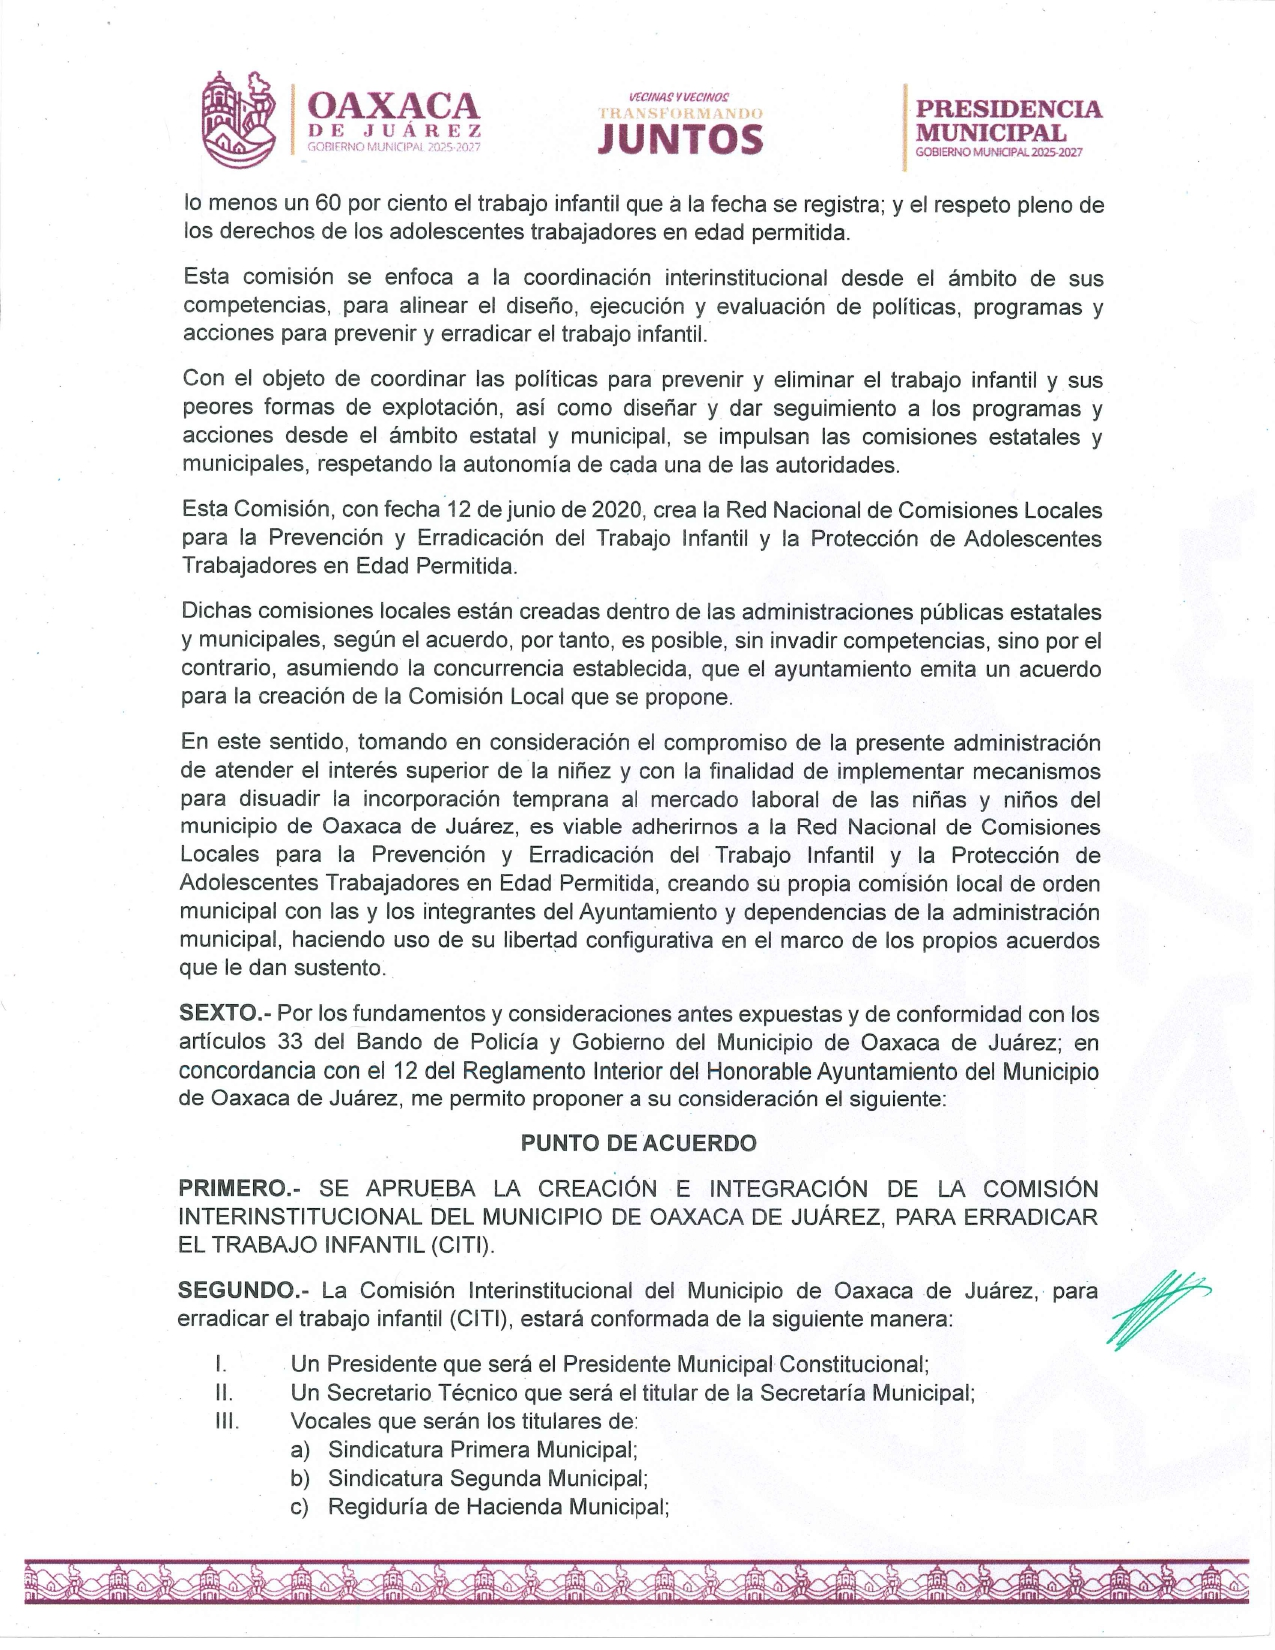 OAXACA
DE JUÁREZ
GOBIERNO MUNICIPAL 2025-2027
VECINAS Y VECINOS
TRANSFORMANDO
JUNTOS
PRESIDENCIA
MUNICIPAL
GOBIERNO MUNICIPAL 2025-2027
lo menos un 60 por ciento el trabajo infantil que a la fecha se registra; y el respeto pleno de
los derechos de los adolescentes trabajadores en edad permitida.
Esta comisión se enfoca a la coordinación interinstitucional desde el ámbito de sus
competencias, para alinear el diseño, ejecución y evaluación de políticas, programas y
acciones para prevenir y erradicar el trabajo infantil.
Con el objeto de coordinar las políticas para prevenir y eliminar el trabajo infantil y sus
peores formas de explotación, así como diseñar y dar seguimiento a los programas y
acciones desde el ámbito estatal y municipal, se impulsan las comisiones estatales y
municipales, respetando la autonomía de cada una de las autoridades.
Esta Comisión, con fecha 12 de junio de 2020, crea la Red Nacional de Comisiones Locales
para la Prevención y Erradicación del Trabajo Infantil y la Protección de Adolescentes
Trabajadores en Edad Permitida.
Dichas comisiones locales están creadas dentro de las administraciones públicas estatales
y municipales, según el acuerdo, por tanto, es posible, sin invadir competencias, sino por el
contrario, asumiendo la concurrencia establecida, que el ayuntamiento emita un acuerdo
para la creación de la Comisión Local que se propone.
En este sentido, tomando en consideración el compromiso de la presente administración
de atender el interés superior de la niñez y con la finalidad de implementar mecanismos
para disuadir la incorporación temprana al mercado laboral de las niñas y niños del
municipio de Oaxaca de Juárez, es viable adherirnos a la Red Nacional de Comisiones
Locales para la Prevención y Erradicación del Trabajo Infantil y la Protección de
Adolescentes Trabajadores en Edad Permitida, creando su propia comisión local de orden
municipal con las y los integrantes del Ayuntamiento y dependencias de la administración
municipal, haciendo uso de su libertad configurativa en el marco de los propios acuerdos
que le dan sustento.
SEXTO.- Por los fundamentos y consideraciones antes expuestas y de conformidad con los
artículos 33 del Bando de Policía y Gobierno del Municipio de Oaxaca de Juárez; en
concordancia con el 12 del Reglamento Interior del Honorable Ayuntamiento del Municipio
de Oaxaca de Juárez, me permito proponer a su consideración el siguiente:
PUNTO DE ACUERDO
PRIMERO.- SE APRUEBA LA CREACIÓN E INTEGRACIÓN DE LA COMISIÓN
INTERINSTITUCIONAL DEL MUNICIPIO DE OAXACA DE JUÁREZ, PARA ERRADICAR
EL TRABAJO INFANTIL (CITI).
SEGUNDO.- La Comisión Interinstitucional del Municipio de Oaxaca de Juárez, para
erradicar el trabajo infantil (CITI), estará conformada de la siguiente manera:
I. Un Presidente que será el Presidente Municipal Constitucional;
II. Un Secretario Técnico que será el titular de la Secretaría Municipal;
III. Vocales que serán los titulares de:
a) Sindicatura Primera Municipal;
b) Sindicatura Segunda Municipal;
c) Regiduría de Hacienda Municipal;